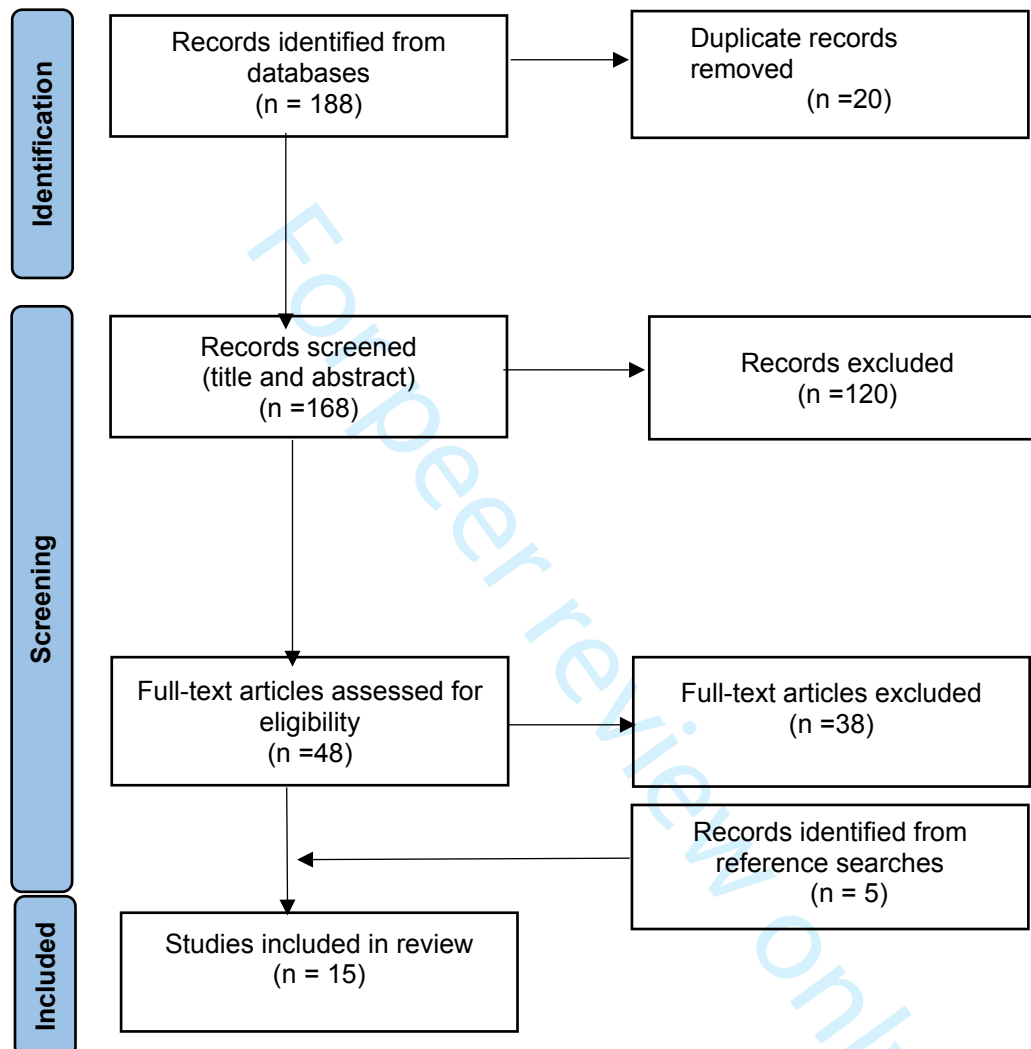 Identification
Records identified from
databases
(n = 188)
Duplicate records
removed
(n =20)
Screening
Records screened
(title and abstract)
(n =168)
Records excluded
(n =120)
Full-text articles assessed for
eligibility
(n =48)
Full-text articles excluded
(n =38)
Records identified from
reference searches
(n = 5)
Included
Studies included in review
(n = 15)
For peer review only